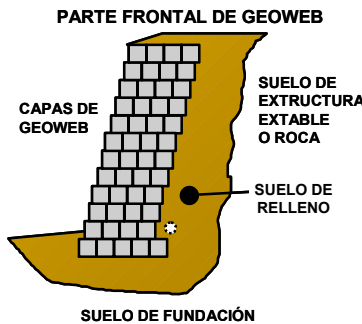 PARTE FRONTAL DE GEOWEB
CAPAS DE
GEOWEB
SUELO DE
EXTRUCTURA
EXTABLE
O ROCA
SUELO DE
RELLENO
SUELO DE FUNDACIÓN